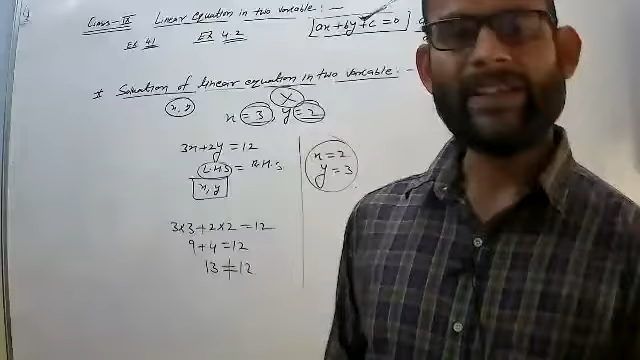 Class-IX Linear equation in two variable:-
Ex 4.1 Ex 4.2 [ax+by+c=0]
* Solution of linear equation in two variable:-
x, y X
x=3, y=2
3x+2y=12
L.H.S = R.H.S
x, y
x=2
y=3
3×3+2×2=12
9+4=12
13≠12